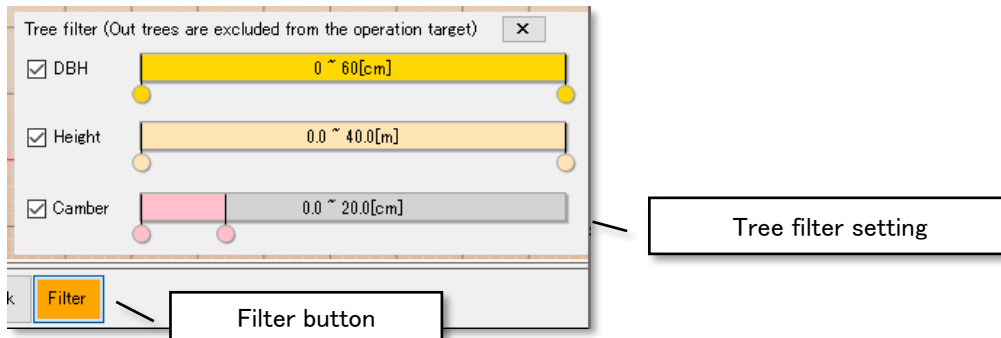 Tree filter (Out trees are excluded from the operation target) ×
DBH 0 ~ 60[cm]
Height 0.0 ~ 40.0[m]
Camber 0.0 ~ 20.0[cm]
Tree filter setting
k Filter
Filter button